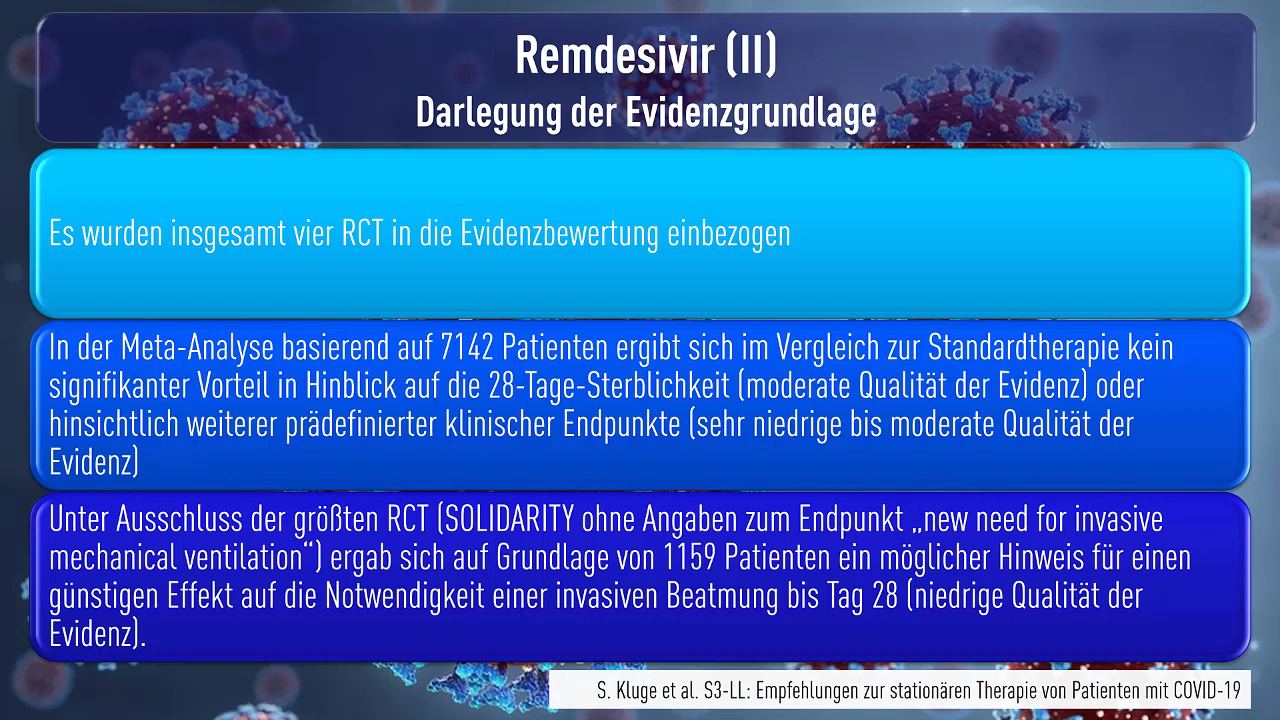 Remdesivir (II)
Darlegung der Evidenzgrundlage
Es wurden insgesamt vier RCT in die Evidenzbewertung einbezogen
In der Meta-Analyse basierend auf 7142 Patienten ergibt sich im Vergleich zur Standardtherapie kein
signifikanter Vorteil in Hinblick auf die 28-Tage-Sterblichkeit (moderate Qualität der Evidenz) oder
hinsichtlich weiterer prädefinierter klinischer Endpunkte (sehr niedrige bis moderate Qualität der
Evidenz)
Unter Ausschluss der größten RCT (SOLIDARITY ohne Angaben zum Endpunkt „new need for invasive
mechanical ventilation“) ergab sich auf Grundlage von 1159 Patienten ein möglicher Hinweis für einen
günstigen Effekt auf die Notwendigkeit einer invasiven Beatmung bis Tag 28 (niedrige Qualität der
Evidenz).
S. Kluge et al. S3-LL: Empfehlungen zur stationären Therapie von Patienten mit COVID-19